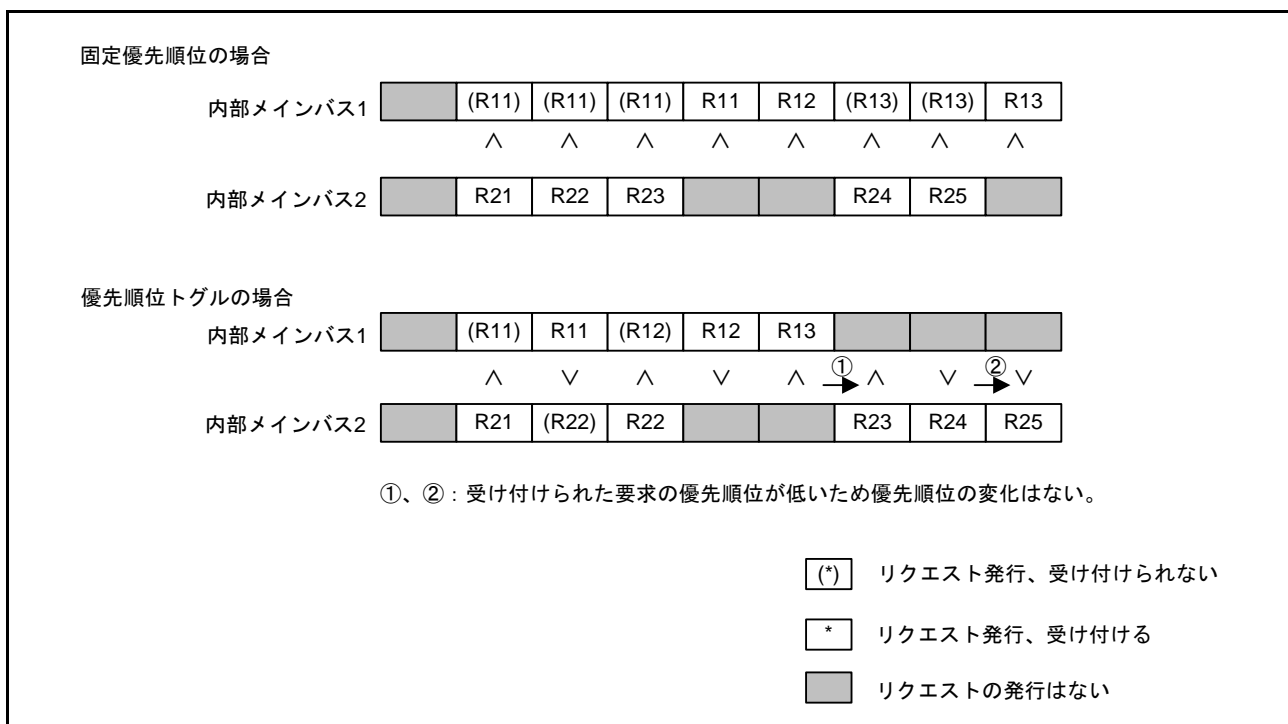 固定優先順位の場合
内部メインバス1 (R11) (R11) (R11) R11 R12 (R13) (R13) R13
∧ ∧ ∧ ∧ ∧ ∧ ∧ ∧
内部メインバス2 R21 R22 R23 R24 R25
優先順位トグルの場合
内部メインバス1 (R11) R11 (R12) R12 R13
∧ ∨ ∧ ∨ ∧ ① ∧ ∨ ② ∨
内部メインバス2 R21 (R22) R22 R23 R24 R25
①、②：受け付けられた要求の優先順位が低いため優先順位の変化はない。
(*) リクエスト発行、受け付けられない
* リクエスト発行、受け付ける
リクエストの発行はない